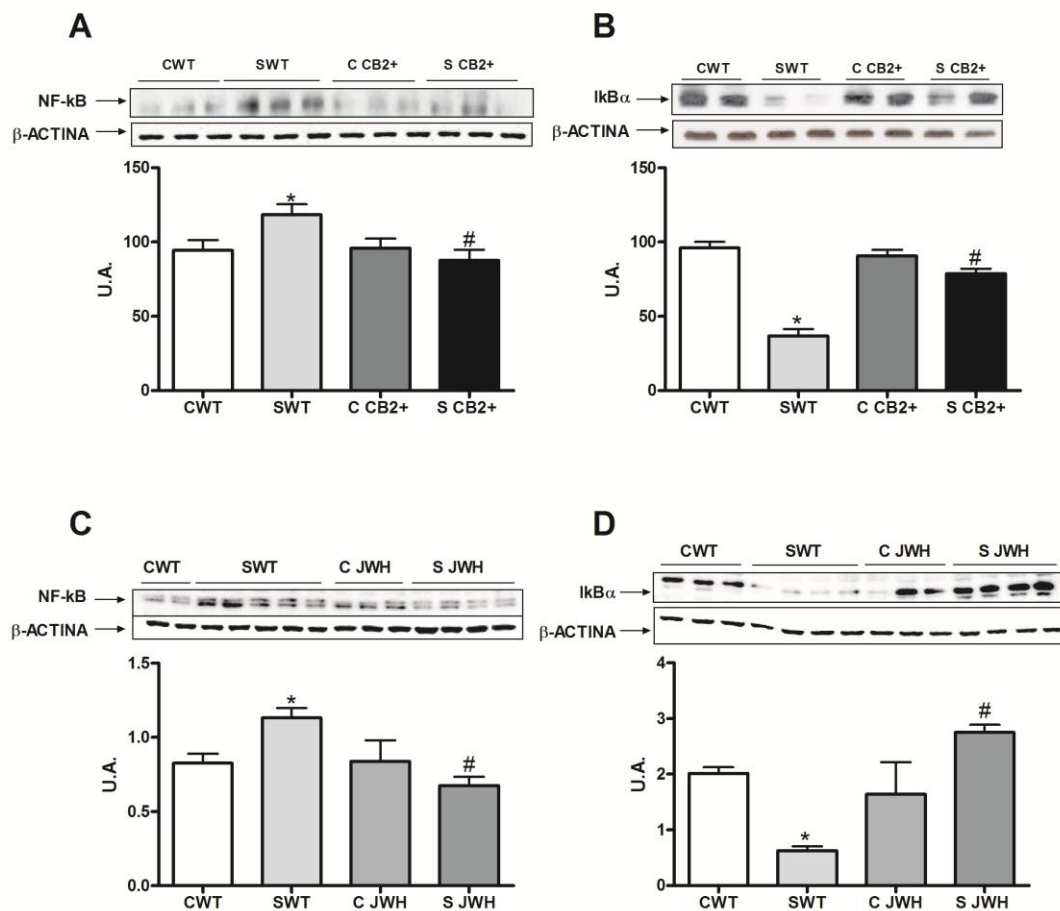 A
CWT SWT C CB2+ S CB2+
NF-kB
β-ACTINA
150
100
50
0
U.A.
*
#
CWT SWT C CB2+ S CB2+
B
CWT SWT C CB2+ S CB2+
IkBα
β-ACTINA
150
100
50
0
U.A.
*
#
CWT SWT C CB2+ S CB2+
C
CWT SWT C JWH S JWH
NF-kB
β-ACTINA
1.5
1.0
0.5
0.0
U.A.
*
#
CWT SWT C JWH S JWH
D
CWT SWT C JWH S JWH
IkBα
β-ACTINA
4
3
2
1
0
U.A.
*
#
CWT SWT C JWH S JWH